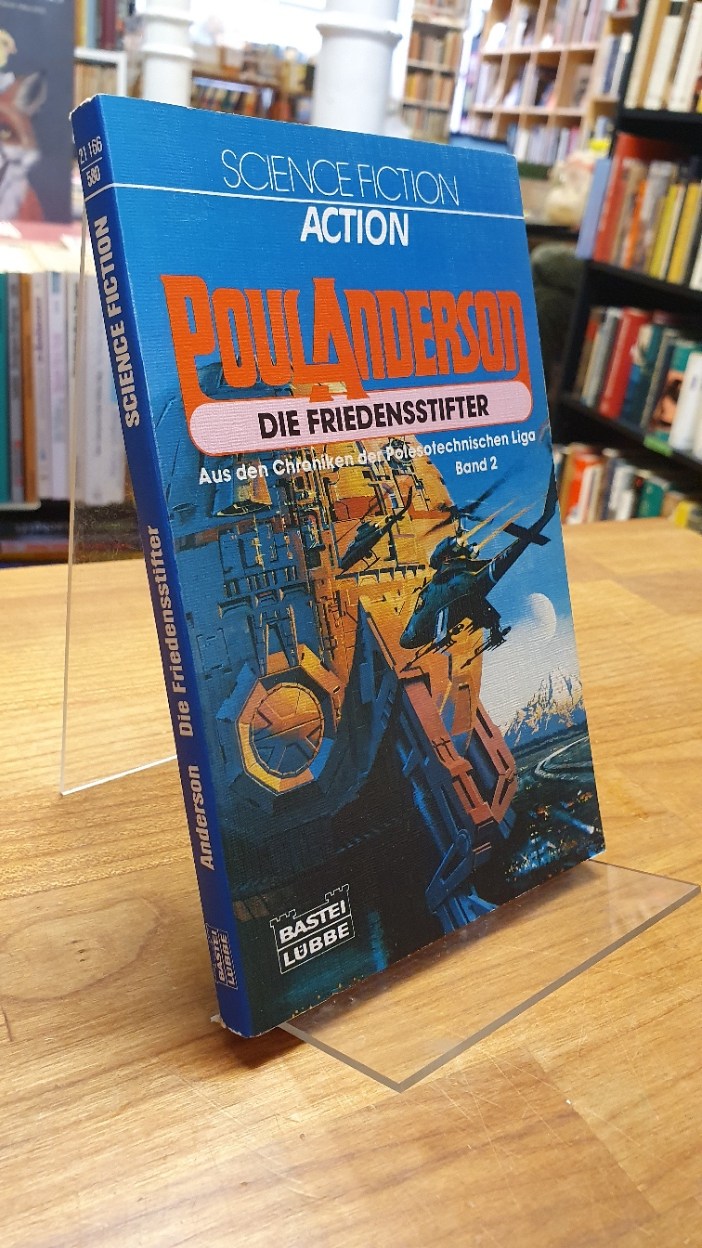 SCIENCE FICTION
ACTION
POUL ANDERSON
DIE FRIEDENSSTIFTER
Aus den Chroniken der Polesotechnischen Liga
Band 2
BASTEI
LÜBBE
21 166
580
SCIENCE FICTION
Anderson Die Friedensstifter
BASTEI
LÜBBE